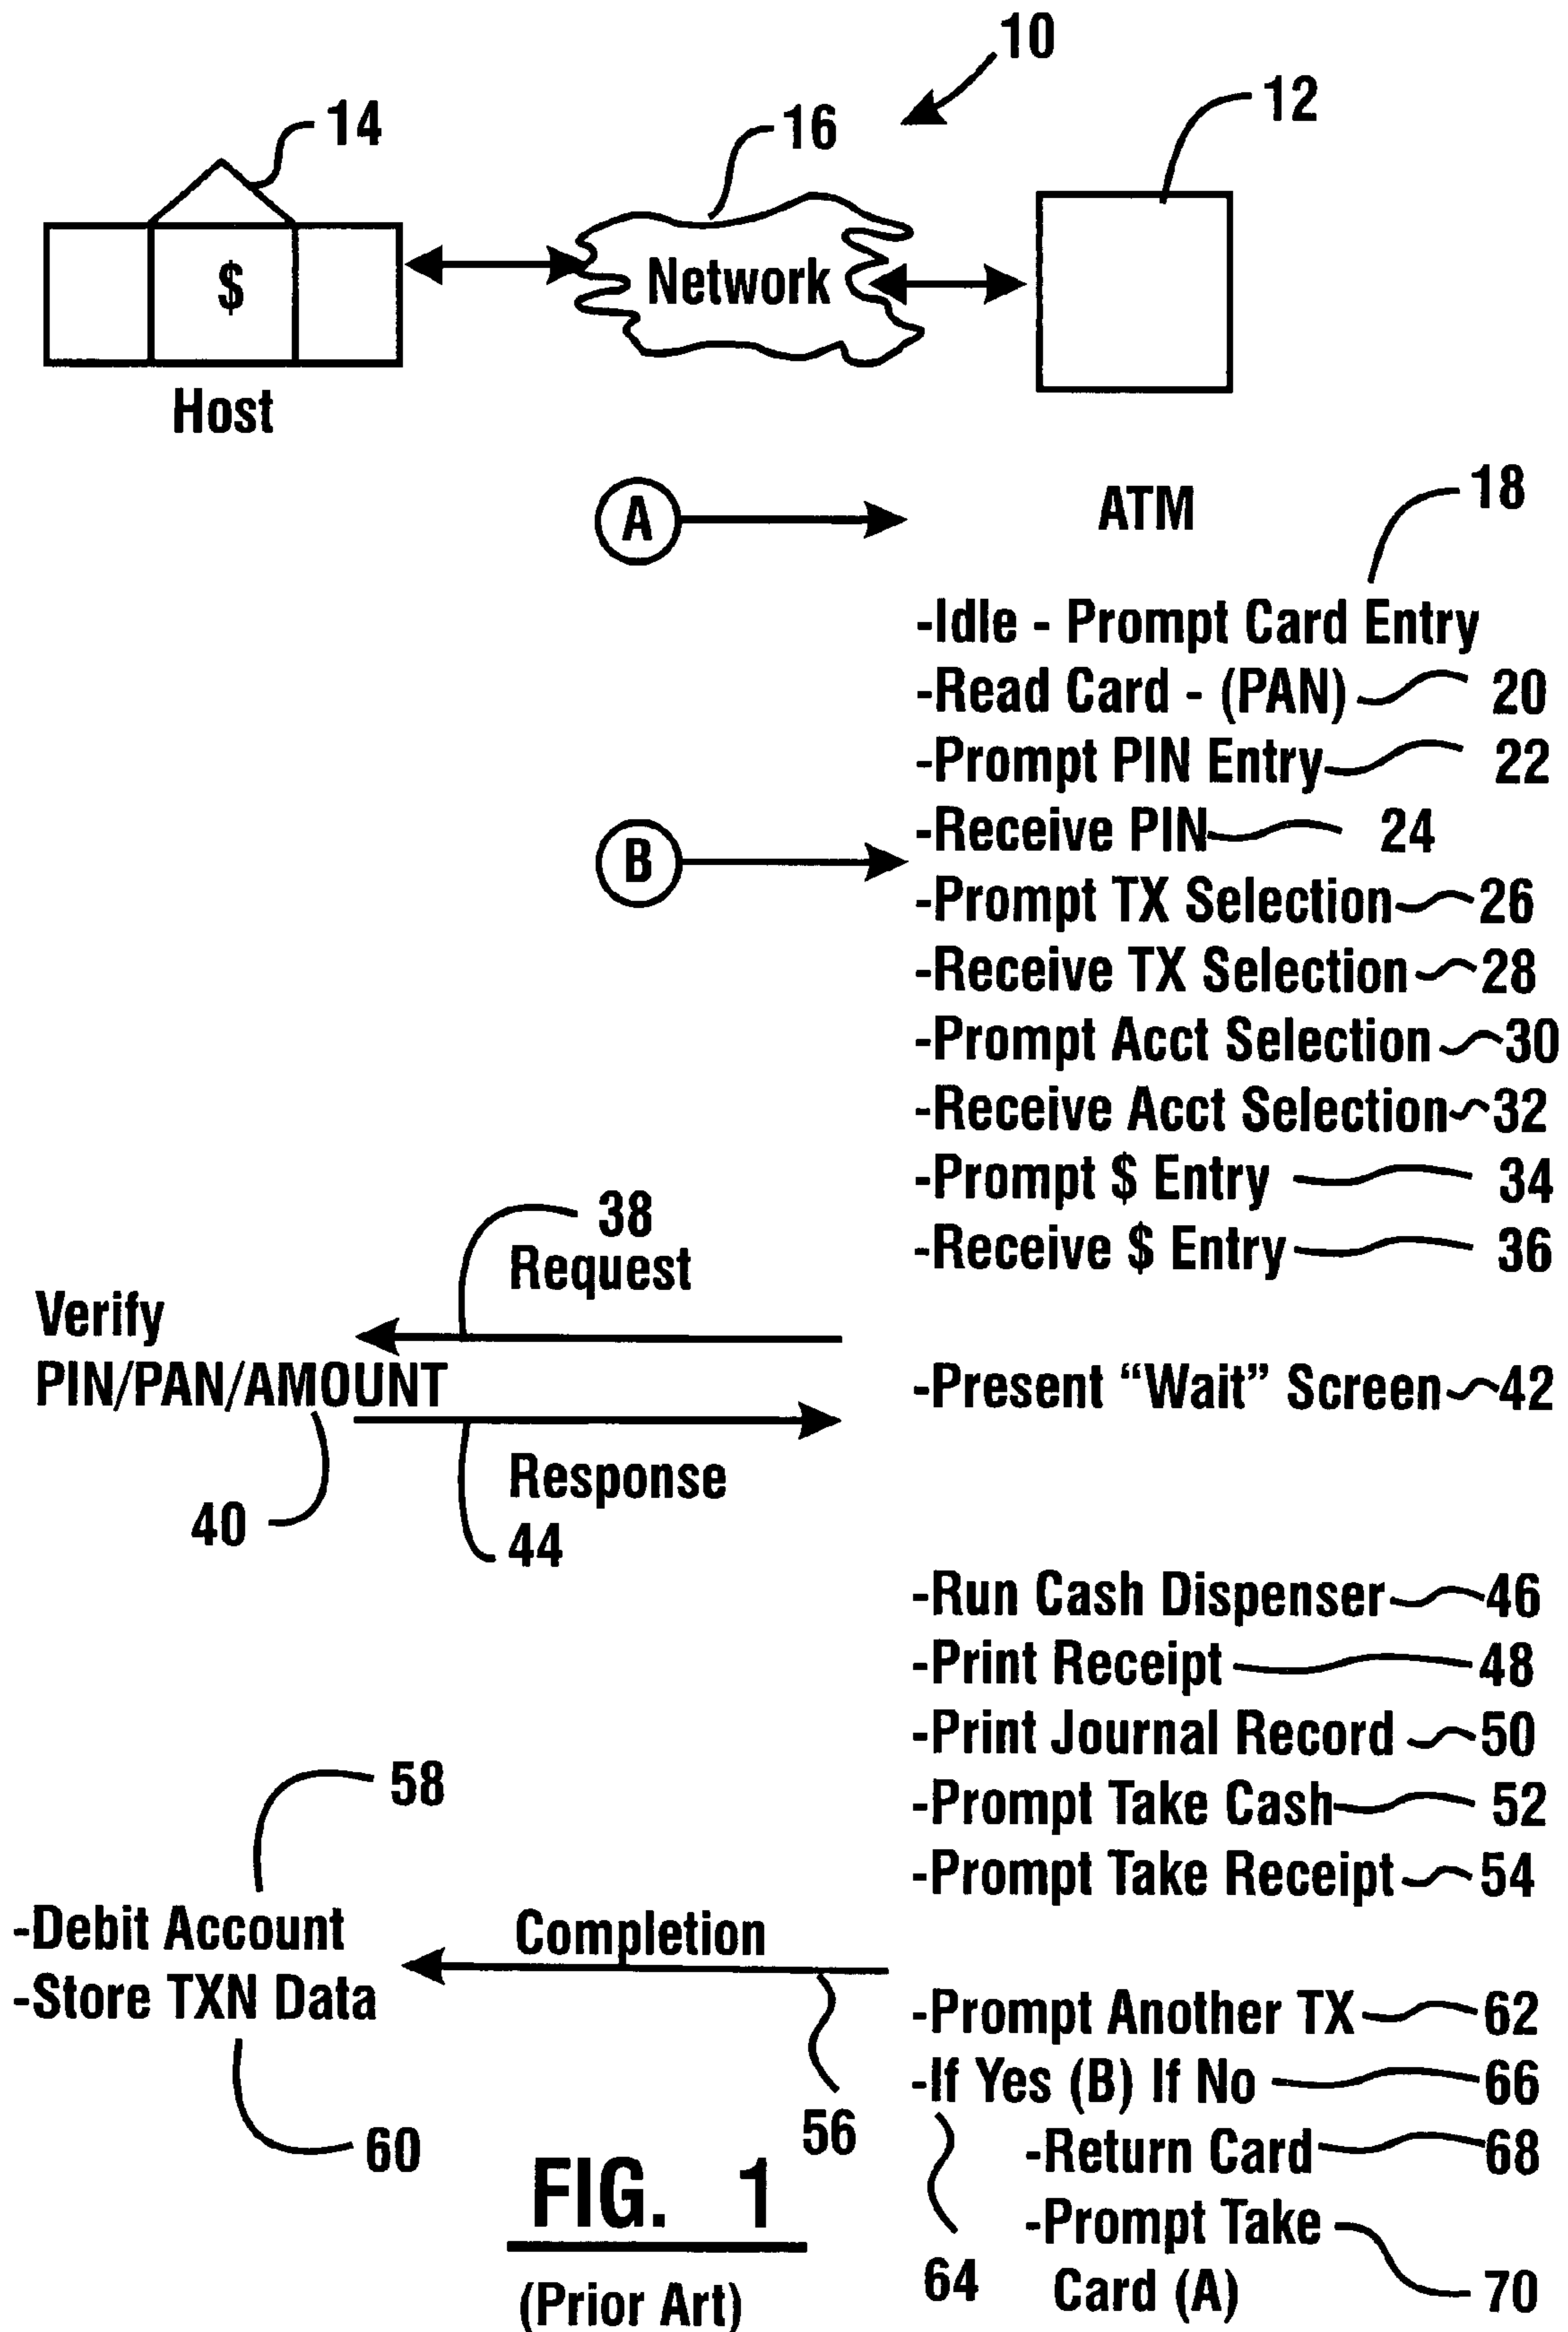 10
12
14
16
$
Network
Host
A
ATM
18
-Idle - Prompt Card Entry
-Read Card - (PAN) 20
-Prompt PIN Entry 22
-Receive PIN 24
B
-Prompt TX Selection 26
-Receive TX Selection 28
-Prompt Acct Selection 30
-Receive Acct Selection 32
-Prompt $ Entry 34
-Receive $ Entry 36
38
Request
Verify
PIN/PAN/AMOUNT
-Present “Wait” Screen 42
Response
40
44
-Run Cash Dispenser 46
-Print Receipt 48
-Print Journal Record 50
-Prompt Take Cash 52
-Prompt Take Receipt 54
58
-Debit Account
-Store TXN Data
Completion
60
56
-Prompt Another TX 62
-If Yes (B) If No 66
-Return Card 68
-Prompt Take
Card (A) 70
64
FIG. 1
(Prior Art)